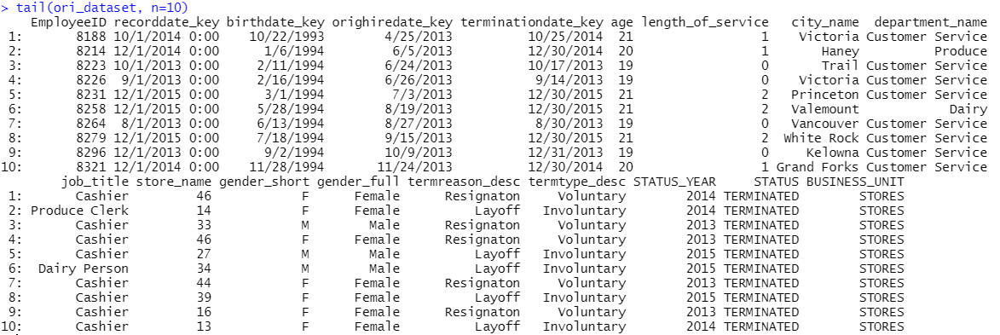 > tail(ori_dataset, n=10)
EmployeeID recorddate_key birthdate_key orighiredate_key terminationdate_key age length_of_service city_name department_name
1: 8188 10/1/2014 0:00 10/22/1993 4/25/2013 10/25/2014 21 1 Victoria Customer Service
2: 8214 12/1/2014 0:00 1/6/1994 6/5/2013 12/30/2014 20 1 Haney Produce
3: 8223 10/1/2013 0:00 2/11/1994 6/24/2013 10/17/2013 19 0 Trail Customer Service
4: 8226 9/1/2013 0:00 2/16/1994 6/26/2013 9/14/2013 19 0 Victoria Customer Service
5: 8231 12/1/2015 0:00 3/1/1994 7/3/2013 12/30/2015 21 2 Princeton Customer Service
6: 8258 12/1/2015 0:00 5/28/1994 8/19/2013 12/30/2015 21 2 Valemount Dairy
7: 8264 8/1/2013 0:00 6/13/1994 8/27/2013 8/30/2013 19 0 Vancouver Customer Service
8: 8279 12/1/2015 0:00 7/18/1994 9/15/2013 12/30/2015 21 2 White Rock Customer Service
9: 8296 12/1/2013 0:00 9/2/1994 10/9/2013 12/31/2013 19 0 Kelowna Customer Service
10: 8321 12/1/2014 0:00 11/28/1994 11/24/2013 12/30/2014 20 1 Grand Forks Customer Service
job_title store_name gender_short gender_full termreason_desc termtype_desc STATUS_YEAR STATUS BUSINESS_UNIT
1: Cashier 46 F Female Resignaton Voluntary 2014 TERMINATED STORES
2: Produce Clerk 14 F Female Layoff Involuntary 2014 TERMINATED STORES
3: Cashier 33 M Male Resignaton Voluntary 2013 TERMINATED STORES
4: Cashier 46 F Female Resignaton Voluntary 2013 TERMINATED STORES
5: Cashier 27 M Male Layoff Involuntary 2015 TERMINATED STORES
6: Dairy Person 34 M Male Layoff Involuntary 2015 TERMINATED STORES
7: Cashier 44 F Female Resignaton Voluntary 2013 TERMINATED STORES
8: Cashier 39 F Female Layoff Involuntary 2015 TERMINATED STORES
9: Cashier 16 F Female Resignaton Voluntary 2013 TERMINATED STORES
10: Cashier 13 F Female Layoff Involuntary 2014 TERMINATED STORES